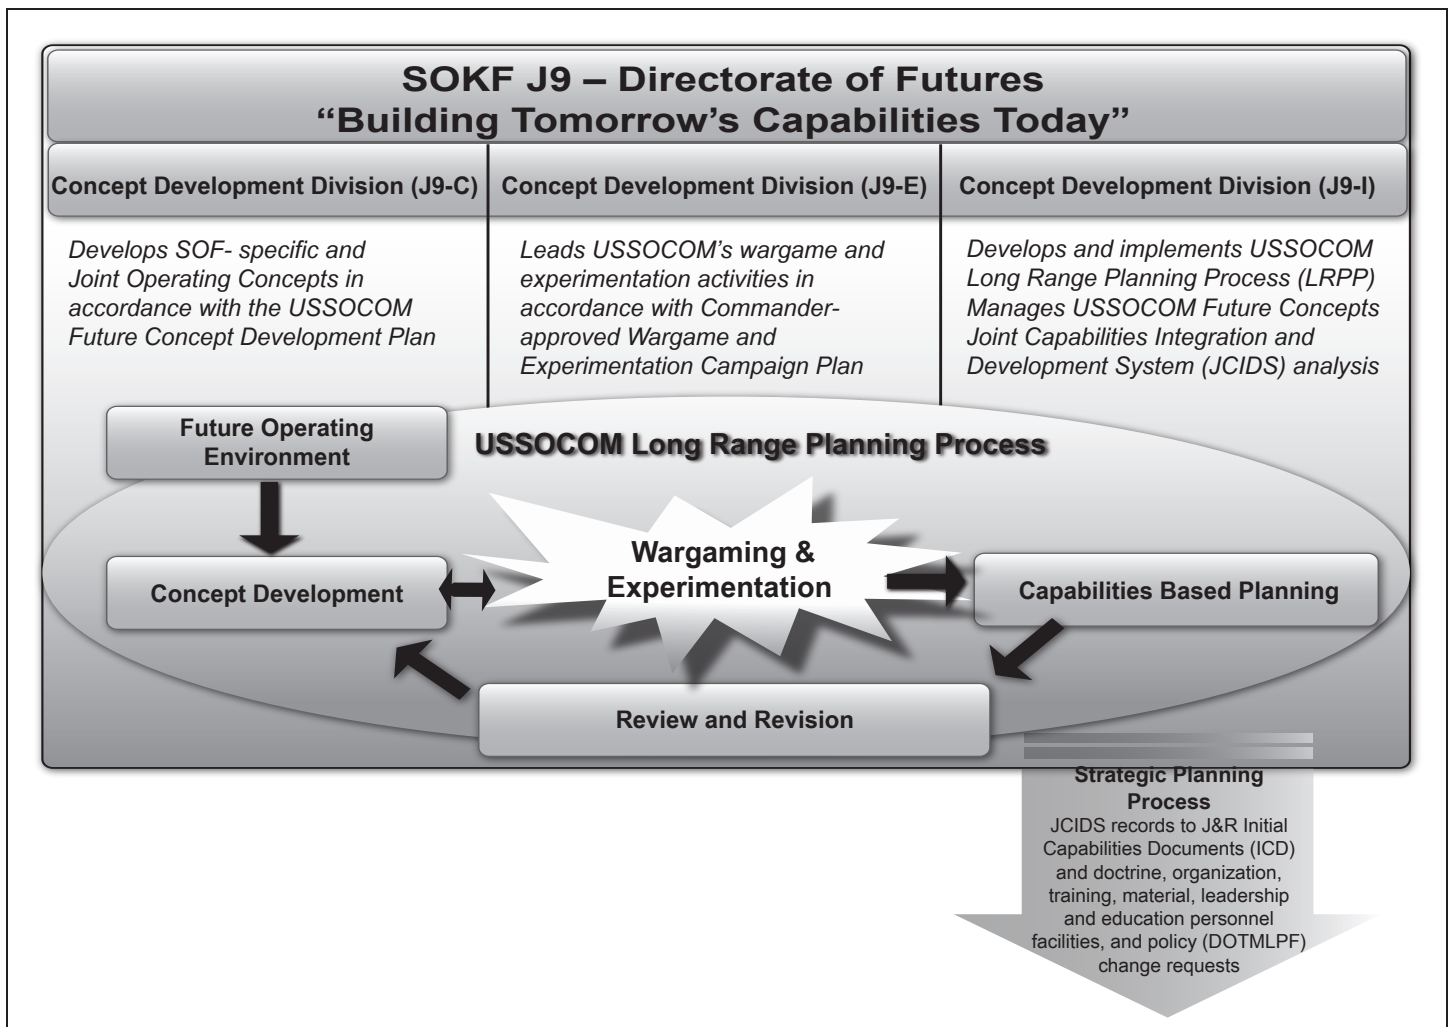 SOKF J9 – Directorate of Futures
“Building Tomorrow’s Capabilities Today”
Concept Development Division (J9-C)
Develops SOF- specific and
Joint Operating Concepts in
accordance with the USSOCOM
Future Concept Development Plan
Concept Development Division (J9-E)
Leads USSOCOM’s wargame and
experimentation activities in
accordance with Commander-
approved Wargame and
Experimentation Campaign Plan
Concept Development Division (J9-I)
Develops and implements USSOCOM
Long Range Planning Process (LRPP)
Manages USSOCOM Future Concepts
Joint Capabilities Integration and
Development System (JCIDS) analysis
Future Operating
Environment
USSOCOM Long Range Planning Process
Concept Development
Wargaming &
Experimentation
Capabilities Based Planning
Review and Revision
Strategic Planning
Process
JCIDS records to J&R Initial
Capabilities Documents (ICD)
and doctrine, organization,
training, material, leadership
and education personnel
facilities, and policy (DOTMLPF)
change requests